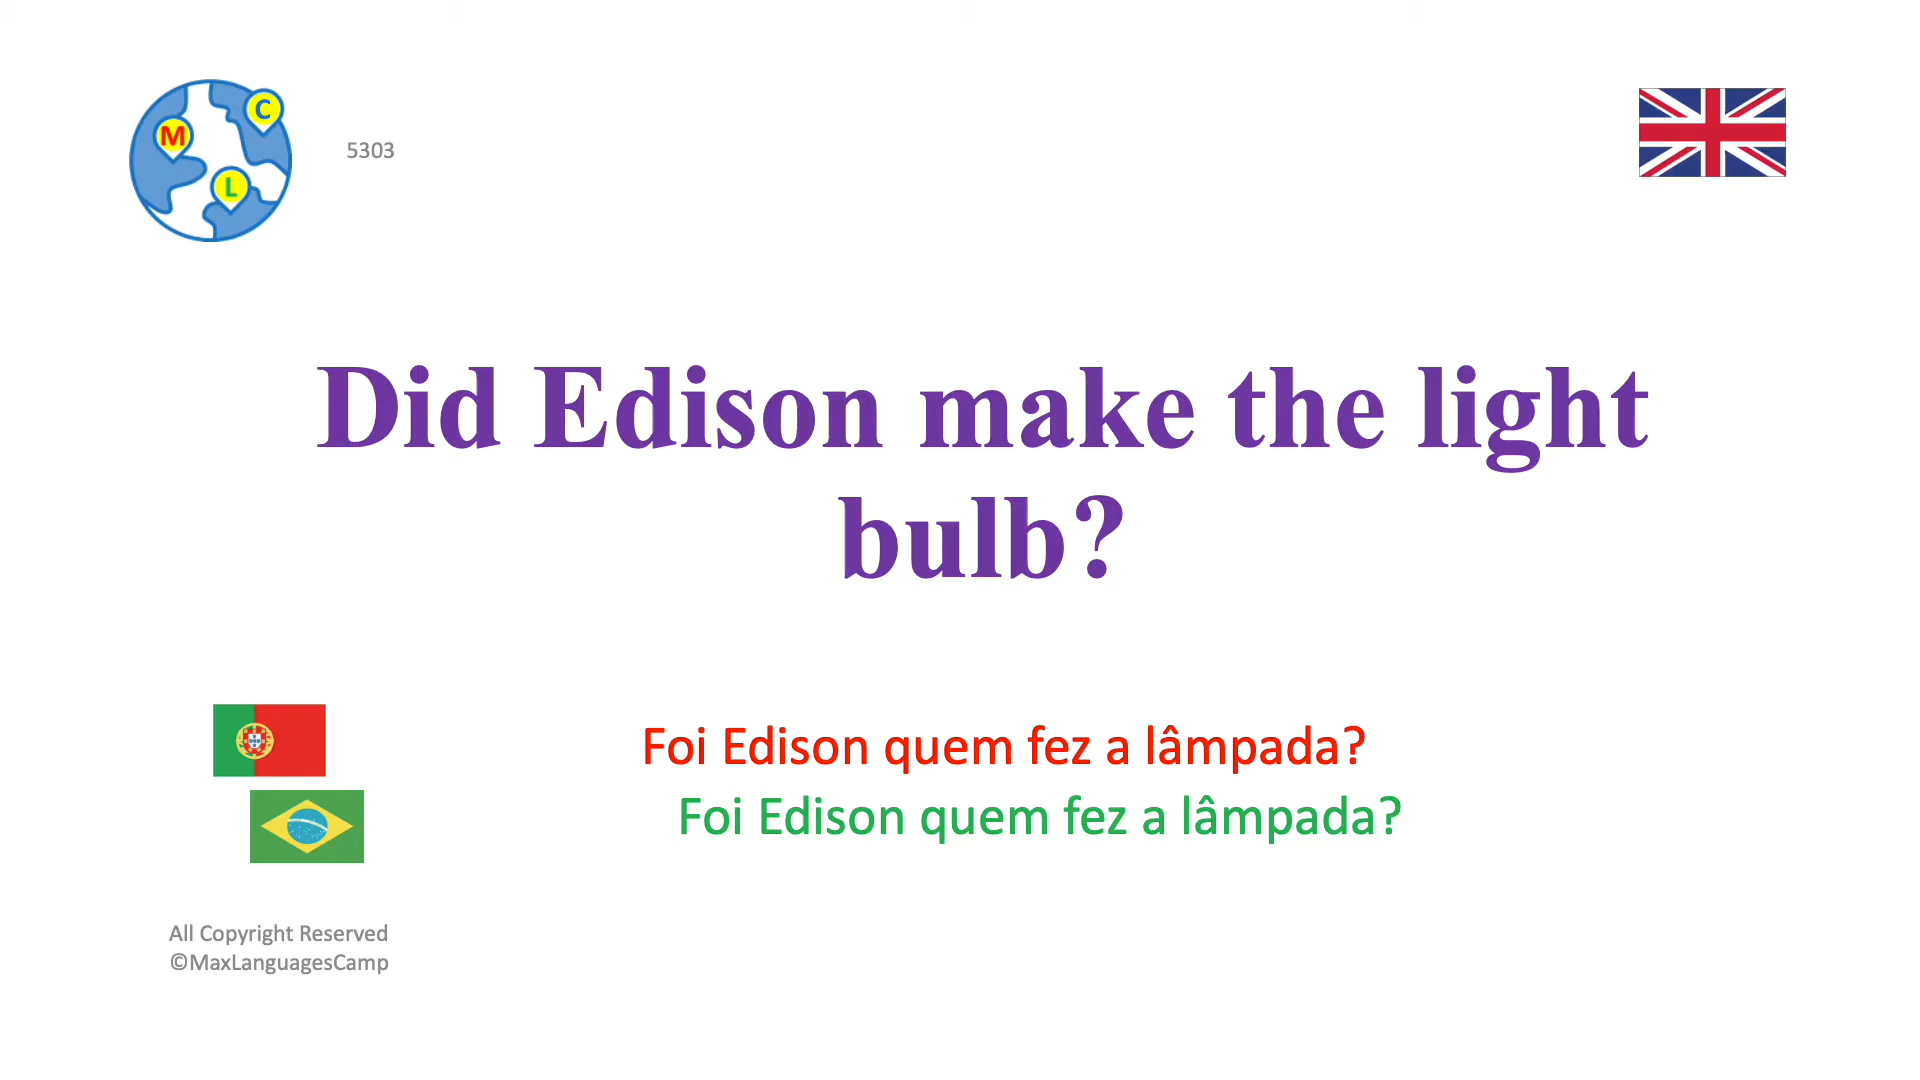 M
C
L
5303
Did Edison make the light
bulb?
Foi Edison quem fez a lâmpada?
Foi Edison quem fez a lâmpada?
All Copyright Reserved
©MaxLanguagesCamp